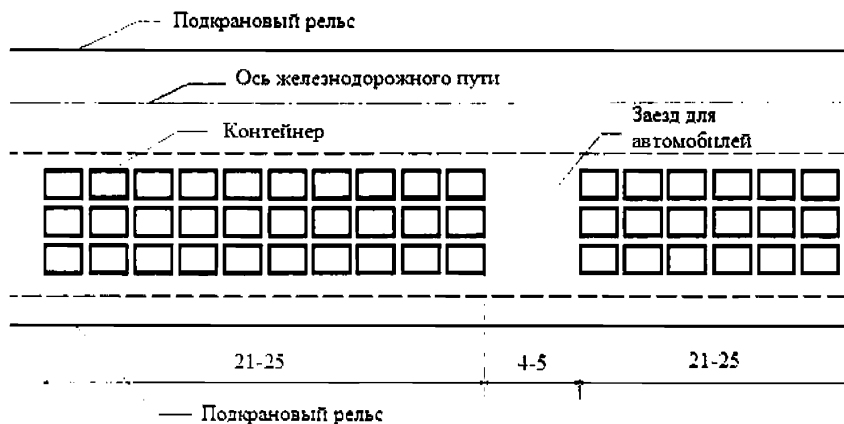 Подкрановый рельс
Ось железнодорожного пути
Контейнер
Заезд для
автомобилей
21-25
4-5
21-25
Подкрановый рельс